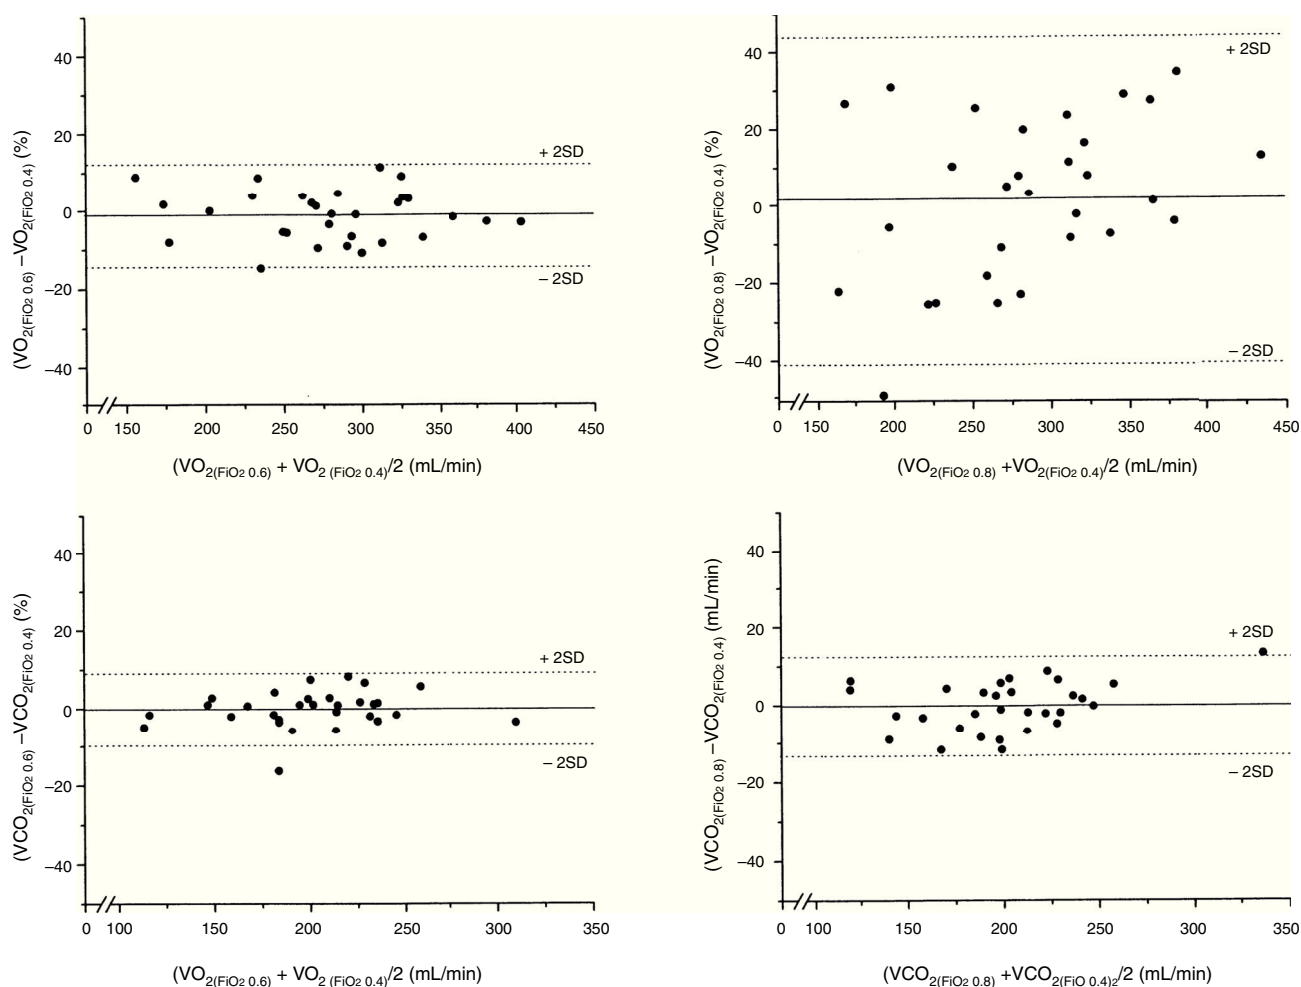 (VO2(FiO2 0.6) –VO2(FiO2 0.4) (%)
40
20
0
–20
–40
+ 2SD
– 2SD
0 150 200 250 300 350 400 450
(VO2(FiO2 0.6) + VO2 (FiO2 0.4)/2 (mL/min)
(VO2(FiO2 0.8) –VO2(FiO2 0.4) (%)
40
20
0
–20
–40
+ 2SD
– 2SD
0 150 200 250 300 350 400 450
(VO2(FiO2 0.8) +VO2(FiO2 0.4)/2 (mL/min)
(VCO2(FiO2 0.6) –VCO2(FiO2 0.4) (%)
40
20
0
–20
–40
+ 2SD
– 2SD
0 100 150 200 250 300 350
(VO2(FiO2 0.6) + VO2 (FiO2 0.4)/2 (mL/min)
(VCO2(FiO2 0.8) –VCO2(FiO2 0.4) (mL/min)
40
20
0
–20
–40
+ 2SD
– 2SD
0 100 150 200 250 300 350
(VCO2(FiO2 0.8) +VCO2(FiO 0.4)2/2 (mL/min)